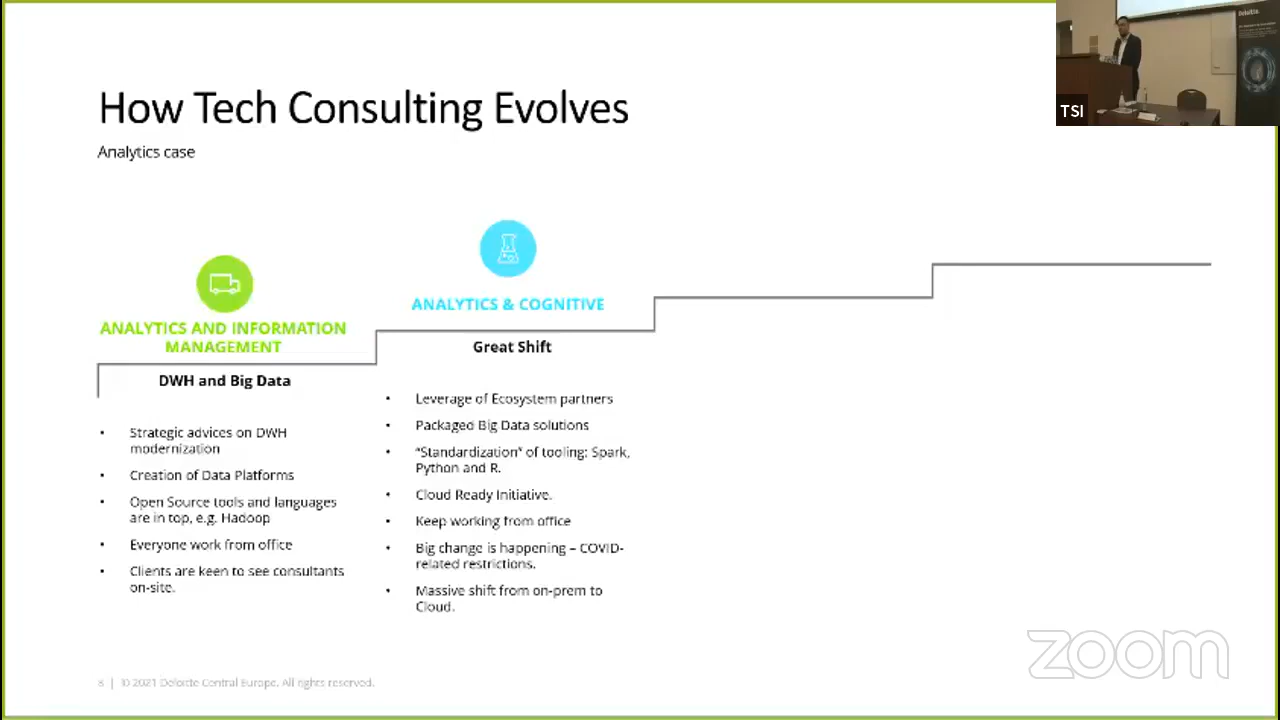 How Tech Consulting Evolves
Analytics case
Deloitte
TSI
ANALYTICS AND INFORMATION
MANAGEMENT
DWH and Big Data
• Strategic advices on DWH
modernization
• Creation of Data Platforms
• Open Source tools and languages
are in top, e.g. Hadoop
• Everyone work from office
• Clients are keen to see consultants
on-site.
ANALYTICS & COGNITIVE
Great Shift
• Leverage of Ecosystem partners
• Packaged Big Data solutions
• “Standardization” of tooling: Spark,
Python and R.
• Cloud Ready Initiative.
• Keep working from office
• Big change is happening – COVID-
related restrictions.
• Massive shift from on-prem to
Cloud.
8 | © 2021 Deloitte Central Europe. All rights reserved.
zoom